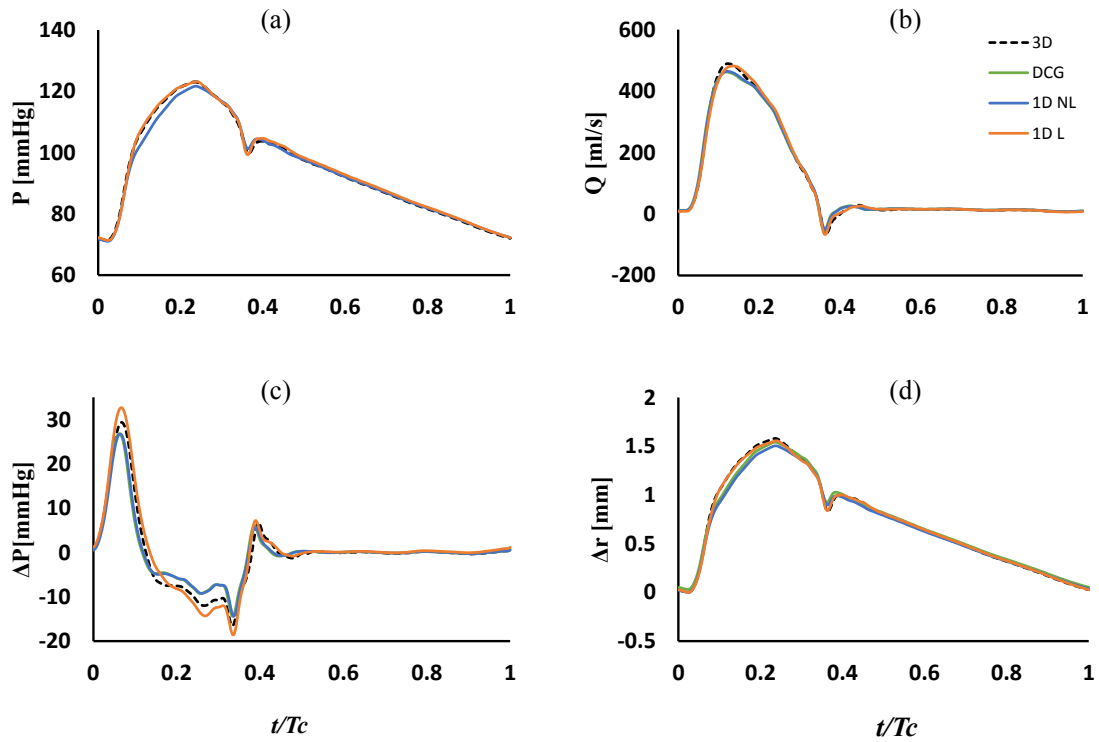 (a)
P [mmHg]
140
120
100
80
60
0 0.2 0.4 0.6 0.8 1
(b)
Q [ml/s]
600
400
200
0
-200
0 0.2 0.4 0.6 0.8 1
3D
DCG
1D NL
1D L
(c)
ΔP[mmHg]
30
20
10
0
-10
-20
0 0.2 0.4 0.6 0.8 1
t/Tc
(d)
Δr [mm]
2
1.5
1
0.5
0
-0.5
0 0.2 0.4 0.6 0.8 1
t/Tc